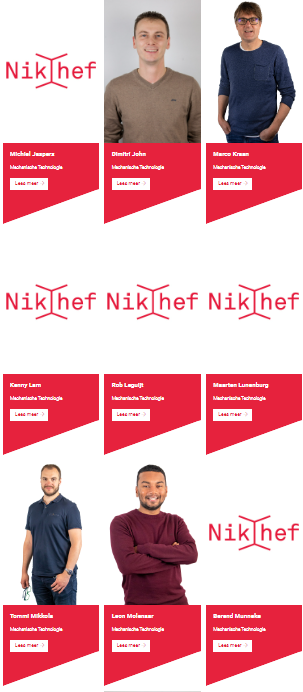 Nikhef
Michiel Jaspers
Mechanische Technologie
Lees meer
Dimitri John
Mechanische Technologie
Lees meer
Marco Kraan
Mechanische Technologie
Lees meer
Nikhef
Nikhef
Nikhef
Kenny Lam
Mechanische Technologie
Lees meer
Rob Leguijt
Mechanische Technologie
Lees meer
Maarten Lunenburg
Mechanische Technologie
Lees meer
Nikhef
Tommi Mikkola
Mechanische Technologie
Lees meer
Leon Molenaar
Mechanische Technologie
Lees meer
Berend Munneke
Mechanische Technologie
Lees meer